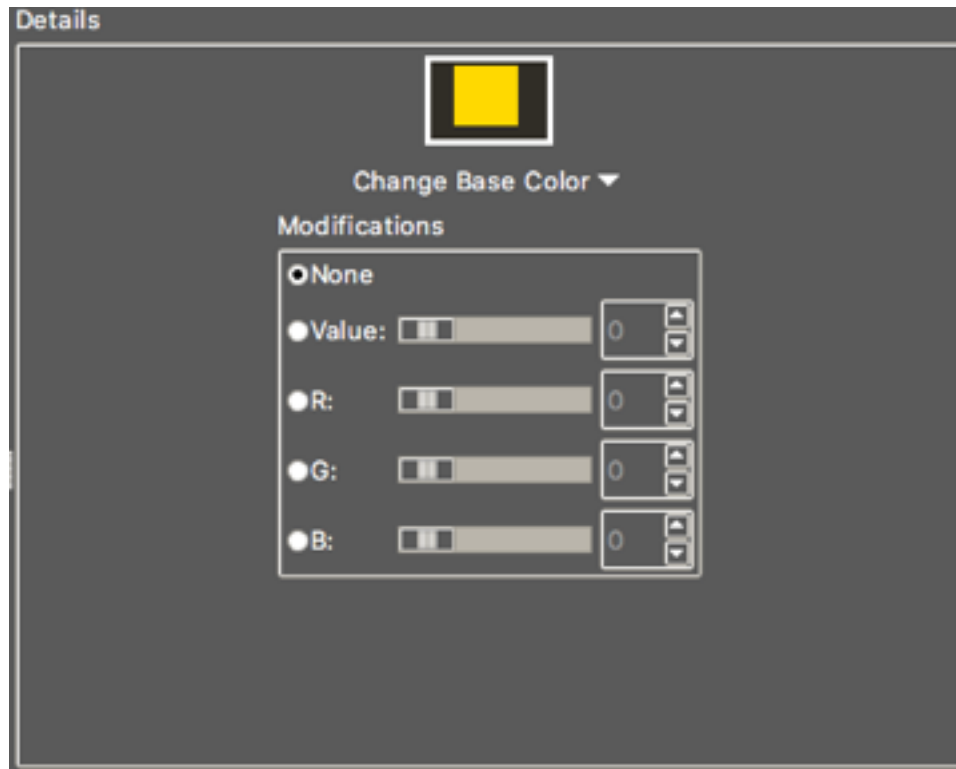 Details
Change Base Color
Modifications
None
Value: 0
R: 0
G: 0
B: 0